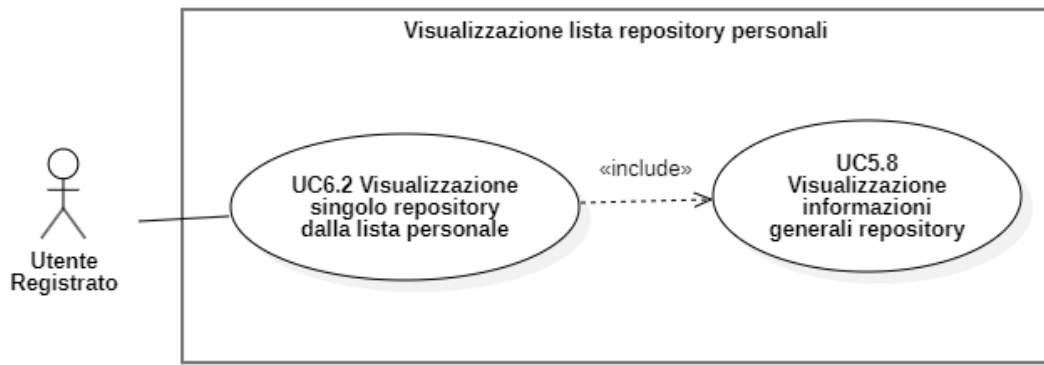 Visualizzazione lista repository personali
UC6.2 Visualizzazione
singolo repository
dalla lista personale
«include»
UC5.8
Visualizzazione
informazioni
generali repository
Utente
Registrato